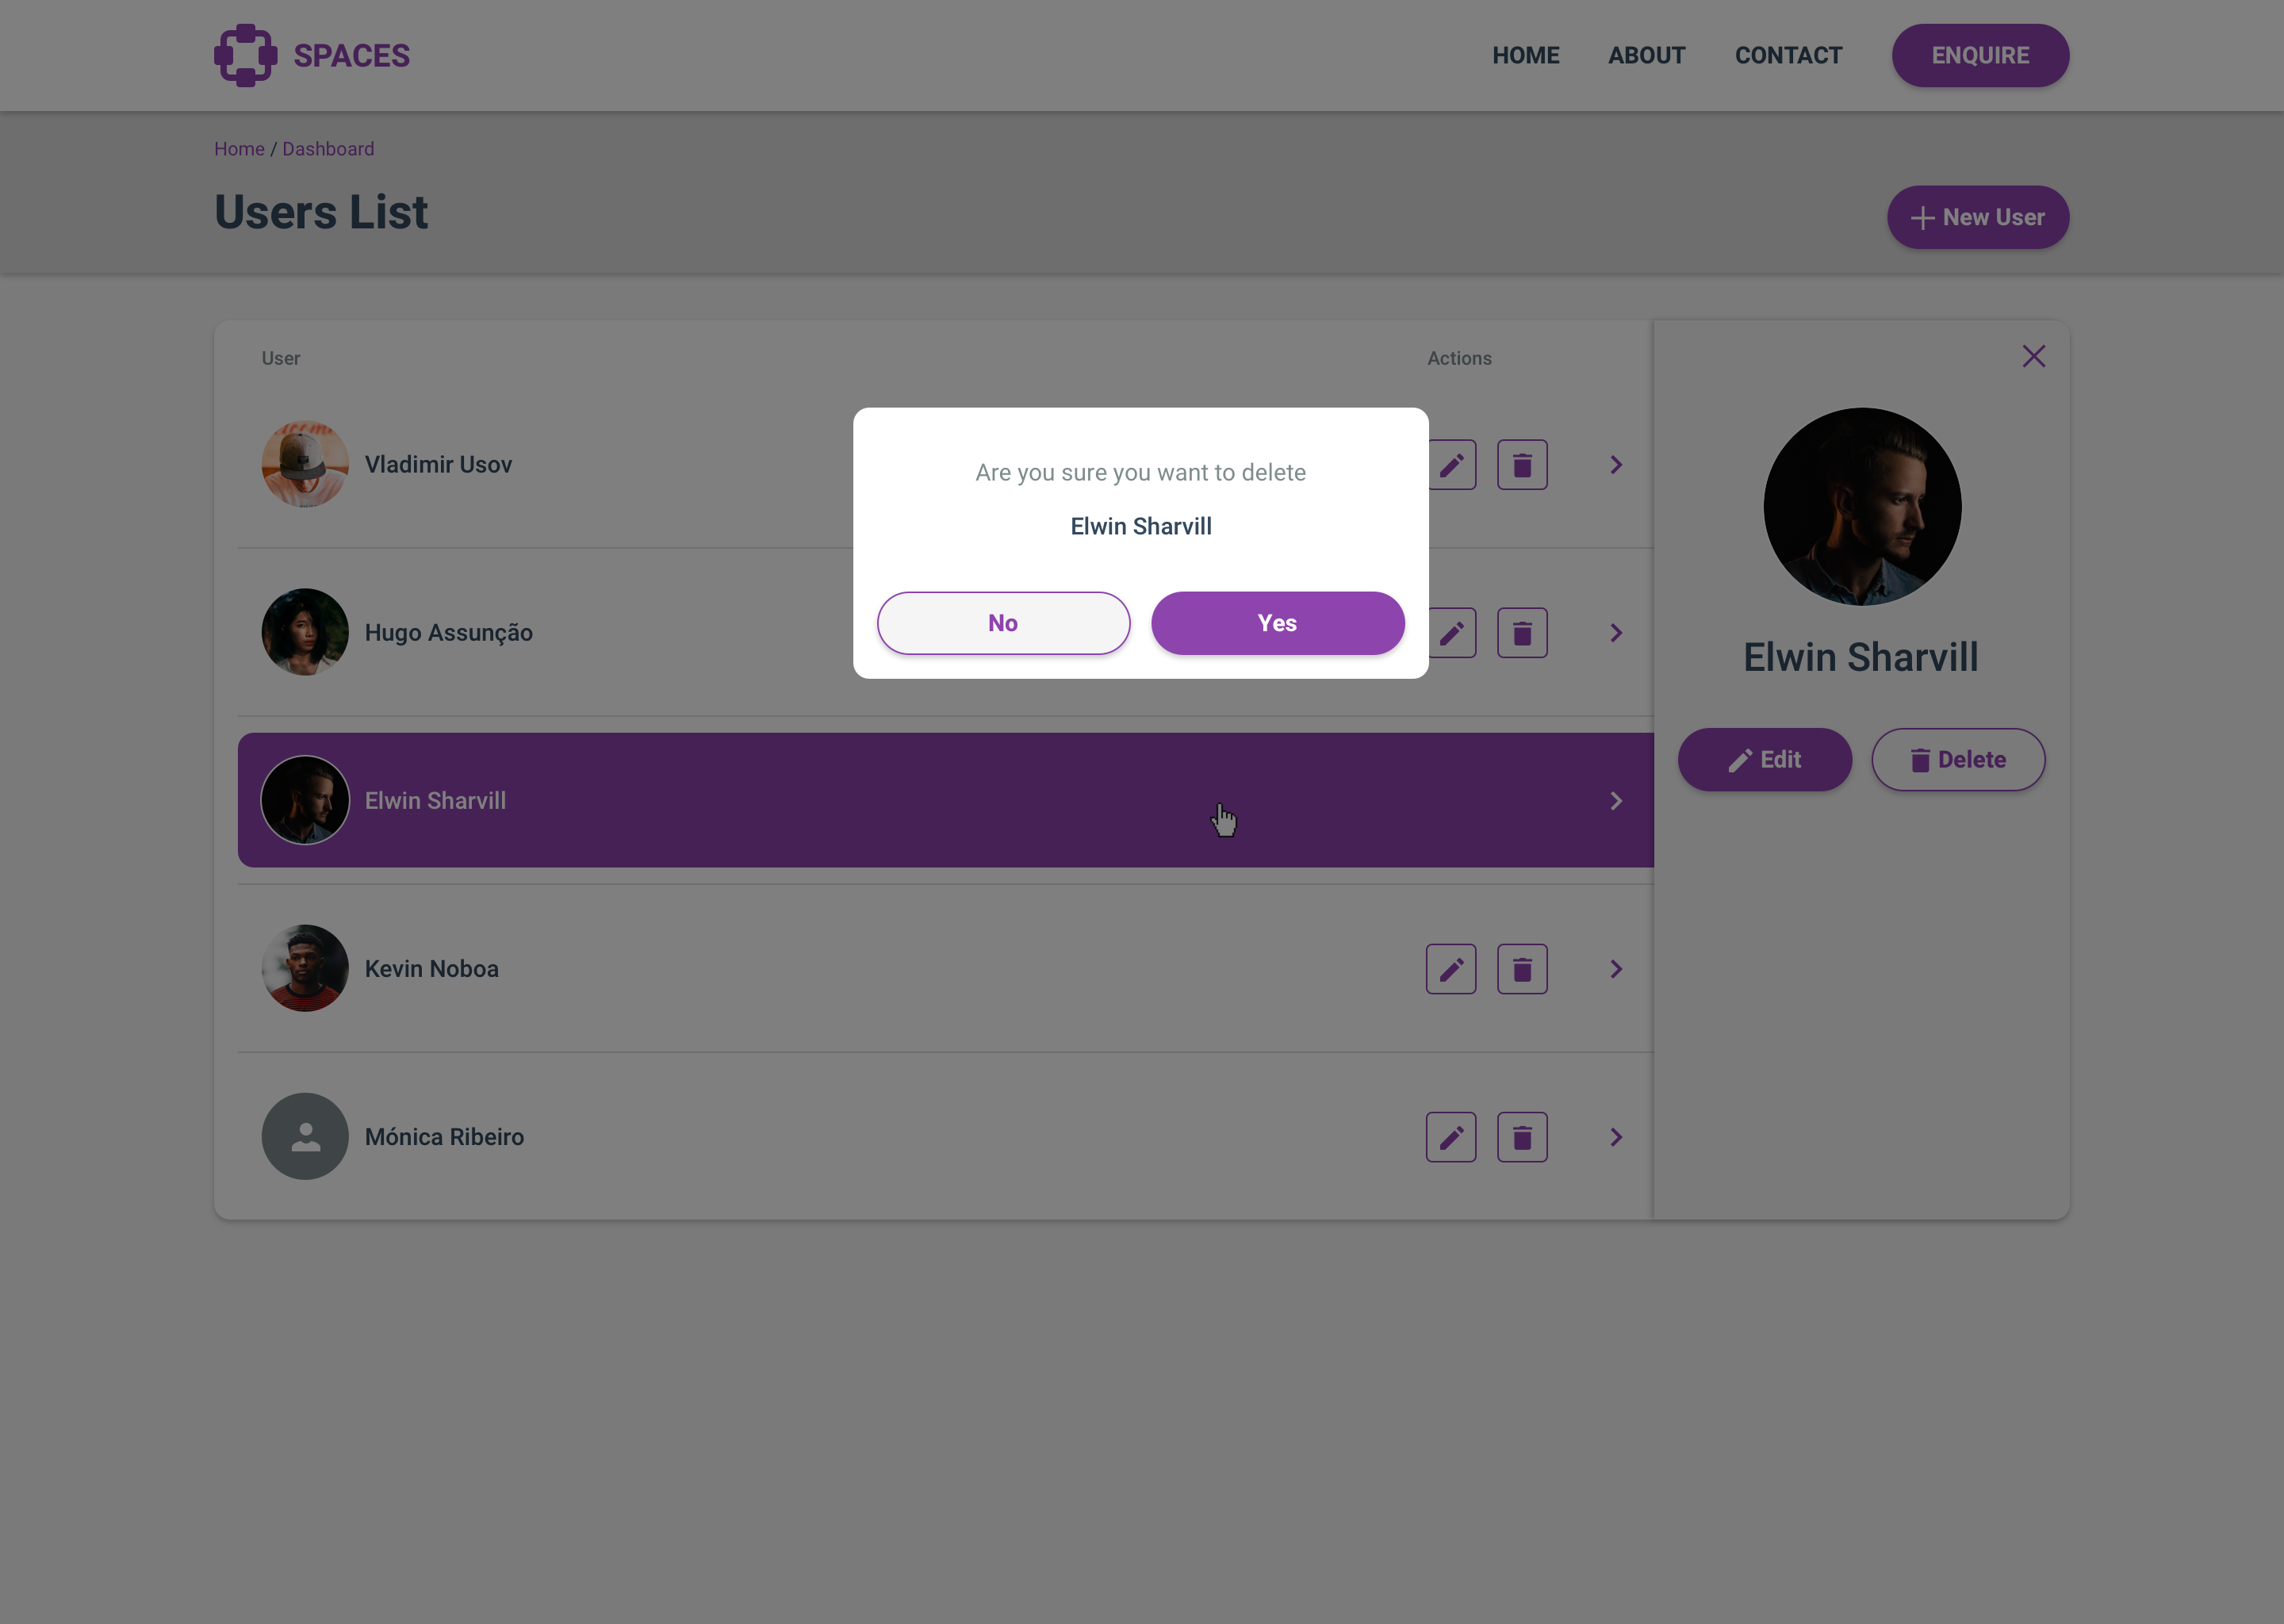 SPACES
HOME ABOUT CONTACT ENQUIRE
Home / Dashboard
Users List
New User
User Actions
Vladimir Usov
Are you sure you want to delete
Elwin Sharvill
No Yes
Hugo Assunção
Elwin Sharvill
Edit Delete
Elwin Sharvill
Kevin Noboa
Mónica Ribeiro